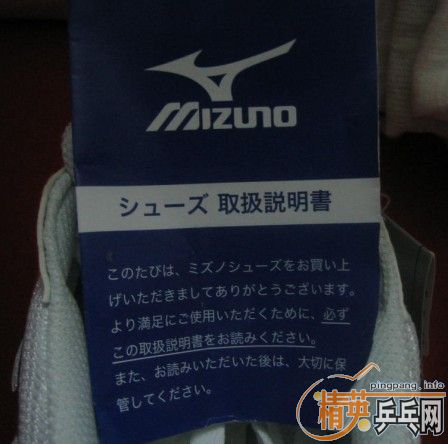 MIZUNO
シューズ 取扱説明書
このたびは、ミズノシューズをお買い上
げいただきましてありがとうございます。
より満足にご使用いただくために、必ず
この取扱説明書をお読みください。
また、お読みいただいた後は、大切に保
管してください。
pingpang.info
精英乒乓网